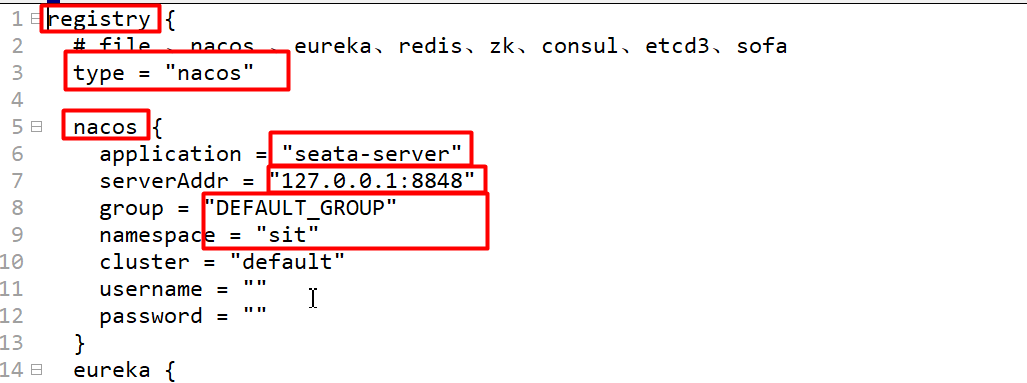 1 registry {
2 # file 、nacos 、eureka、redis、zk、consul、etcd3、sofa
3 type = "nacos"
4
5 nacos {
6 application = "seata-server"
7 serverAddr = "127.0.0.1:8848"
8 group = "DEFAULT_GROUP"
9 namespace = "sit"
10 cluster = "default"
11 username = ""
12 password = ""
13 }
14 eureka {